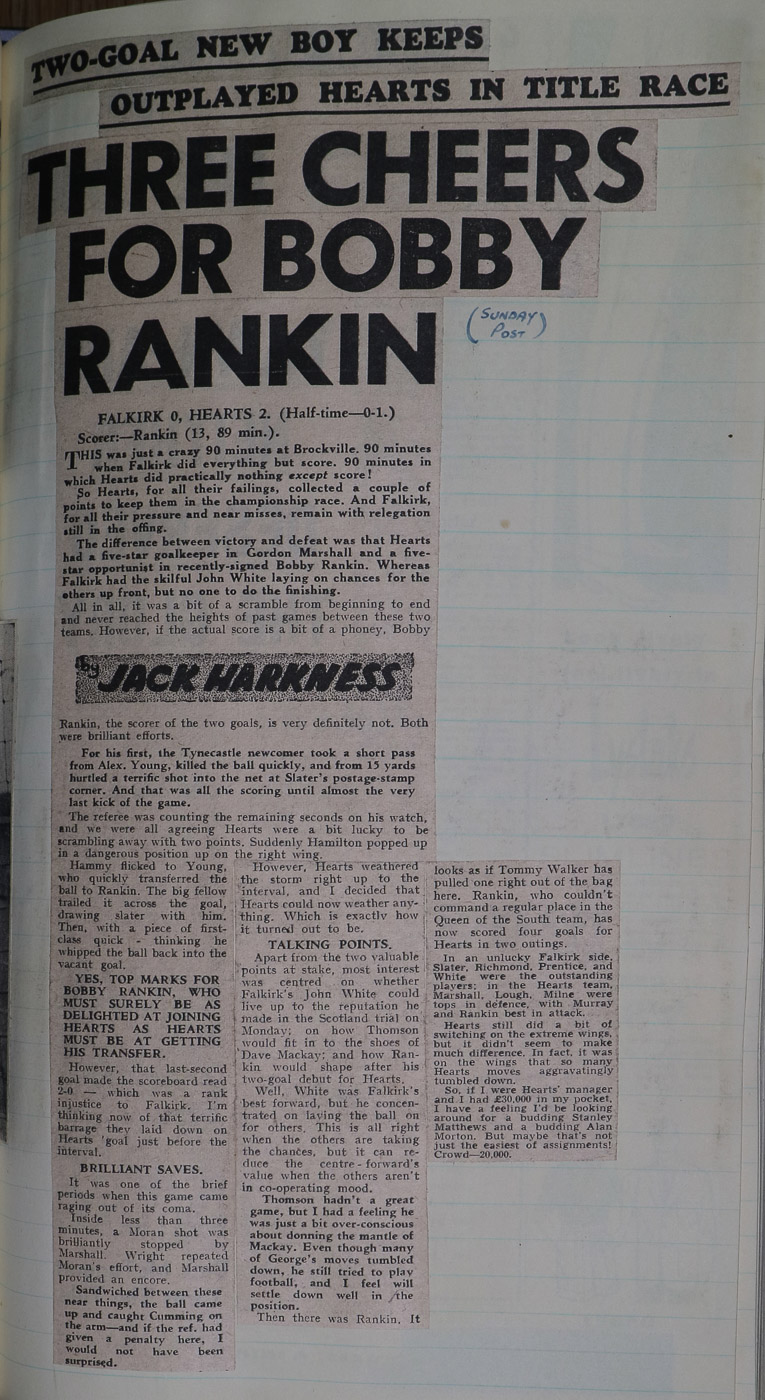 TWO-GOAL NEW BOY KEEPS
OUTPLAYED HEARTS IN TITLE RACE
THREE CHEERS
FOR BOBBY
RANKIN
(SUNDAY
POST)
FALKIRK 0, HEARTS 2. (Half-time—0-1.)
Scorer:—Rankin (13, 89 min.).
THIS was just a crazy 90 minutes at Brockville. 90 minutes
when Falkirk did everything but score. 90 minutes in
which Hearts did practically nothing except score!
So Hearts, for all their failings, collected a couple of
points to keep them in the championship race. And Falkirk,
for all their pressure and near misses, remain with relegation
still in the offing.
The difference between victory and defeat was that Hearts
had a five-star goalkeeper in Gordon Marshall and a five-
star opportunist in recently-signed Bobby Rankin. Whereas
Falkirk had the skilful John White laying on chances for the
others up front, but no one to do the finishing.
All in all, it was a bit of a scramble from beginning to end
and never reached the heights of past games between these two
teams. However, if the actual score is a bit of a phoney, Bobby
by JACK HARKNESS
Rankin, the scorer of the two goals, is very definitely not. Both
were brilliant efforts.
For his first, the Tynecastle newcomer took a short pass
from Alex. Young, killed the ball quickly, and from 15 yards
hurtled a terrific shot into the net at Slater's postage-stamp
corner. And that was all the scoring until almost the very
last kick of the game.
The referee was counting the remaining seconds on his watch,
and we were all agreeing Hearts were a bit lucky to be
scrambling away with two points. Suddenly Hamilton popped up
in a dangerous position up on the right wing.
Hammy flicked to Young,
who quickly transferred the
ball to Rankin. The big fellow
trailed it across the goal,
drawing slater with him.
Then, with a piece of first-
class quick - thinking he
whipped the ball back into the
vacant goal.
YES, TOP MARKS FOR
BOBBY RANKIN, WHO
MUST SURELY BE AS
DELIGHTED AT JOINING
HEARTS AS HEARTS
MUST BE AT GETTING
HIS TRANSFER.
However, that last-second
goal made the scoreboard read
2-0 — which was a rank
injustice to Falkirk. I'm
thinking now of that terrific
barrage they laid down on
Hearts' goal just before the
interval.
BRILLIANT SAVES.
It was one of the brief
periods when this game came
raging out of its coma.
Inside less than three
minutes, a Moran shot was
brilliantly stopped by
Marshall. Wright repeated
Moran's effort, and Marshall
provided an encore.
Sandwiched between these
near things, the ball came
up and caught Cumming on
the arm—and if the ref. had
given a penalty here, I
would not have been
surprised.
However, Hearts weathered
the storm right up to the
interval, and I decided that
Hearts could now weather any-
thing. Which is exactly how
it turned out to be.
TALKING POINTS.
Apart from the two valuable
points at stake, most interest
was centred on whether
Falkirk's John White could
live up to the reputation he
made in the Scotland trial on
Monday; on how Thomson
would fit in to the shoes of
Dave Mackay; and how Ran-
kin would shape after his
two-goal debut for Hearts.
Well, White was Falkirk's
best forward, but he concen-
trated on laying the ball on
for others. This is all right
when the others are taking
the chances, but it can re-
duce the centre-forward's
value when the others aren't
in co-operating mood.
Thomson hadn't a great
game, but I had a feeling he
was just a bit over-conscious
about donning the mantle of
Mackay. Even though many
of George's moves tumbled
down, he still tried to play
football, and I feel will
settle down well in the
position.
Then there was Rankin. It
looks as if Tommy Walker has
pulled one right out of the bag
here. Rankin, who couldn't
command a regular place in the
Queen of the South team, has
now scored four goals for
Hearts in two outings.
In an unlucky Falkirk side,
Slater, Richmond, Prentice, and
White were the outstanding
players; in the Hearts team,
Marshall, Lough, Milne were
tops in defence, with Murray
and Rankin best in attack.
Hearts still did a bit of
switching on the extreme wings,
but it didn't seem to make
much difference. In fact, it was
on the wings that so many
Hearts moves aggravatingly
tumbled down.
So, if I were Hearts' manager
and I had £30,000 in my pocket,
I have a feeling I'd be looking
around for a budding Stanley
Matthews and a budding Alan
Morton. But maybe that's not
just the easiest of assignments!
Crowd—20,000.